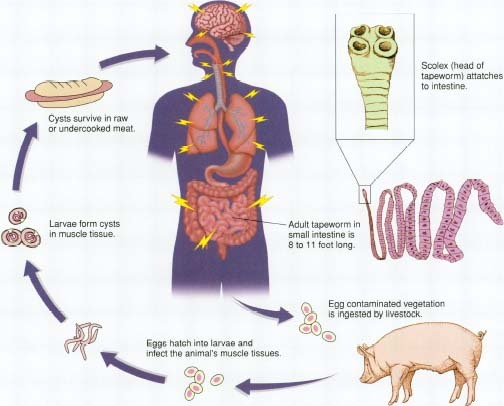 Scolex (head of
tapeworm) attatches
to intestine.
Cysts survive in raw
or undercooked meat.
Larvae form cysts
in muscle tissue.
Adult tapeworm in
small intestine is
8 to 11 foot long.
Egg contaminated vegetation
is ingested by livestock.
Eggs hatch into larvae and
infect the animal's muscle tissues.